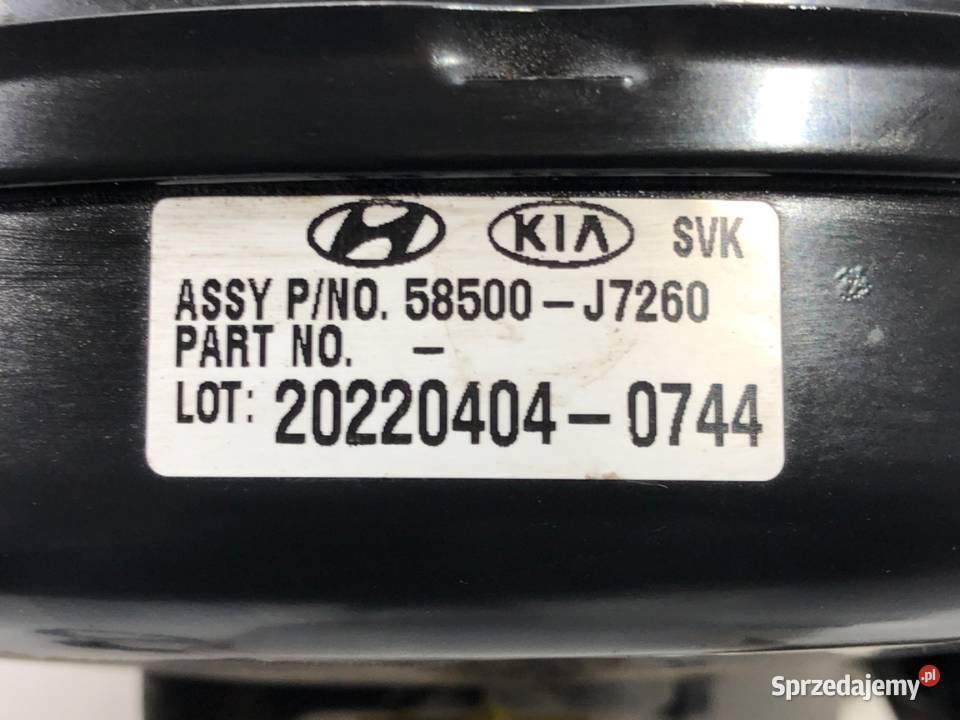 KIA SVK
ASSY P/NO. 58500-J7260
PART NO. -
LOT: 20220404-0744
Sprzedajemy.pl